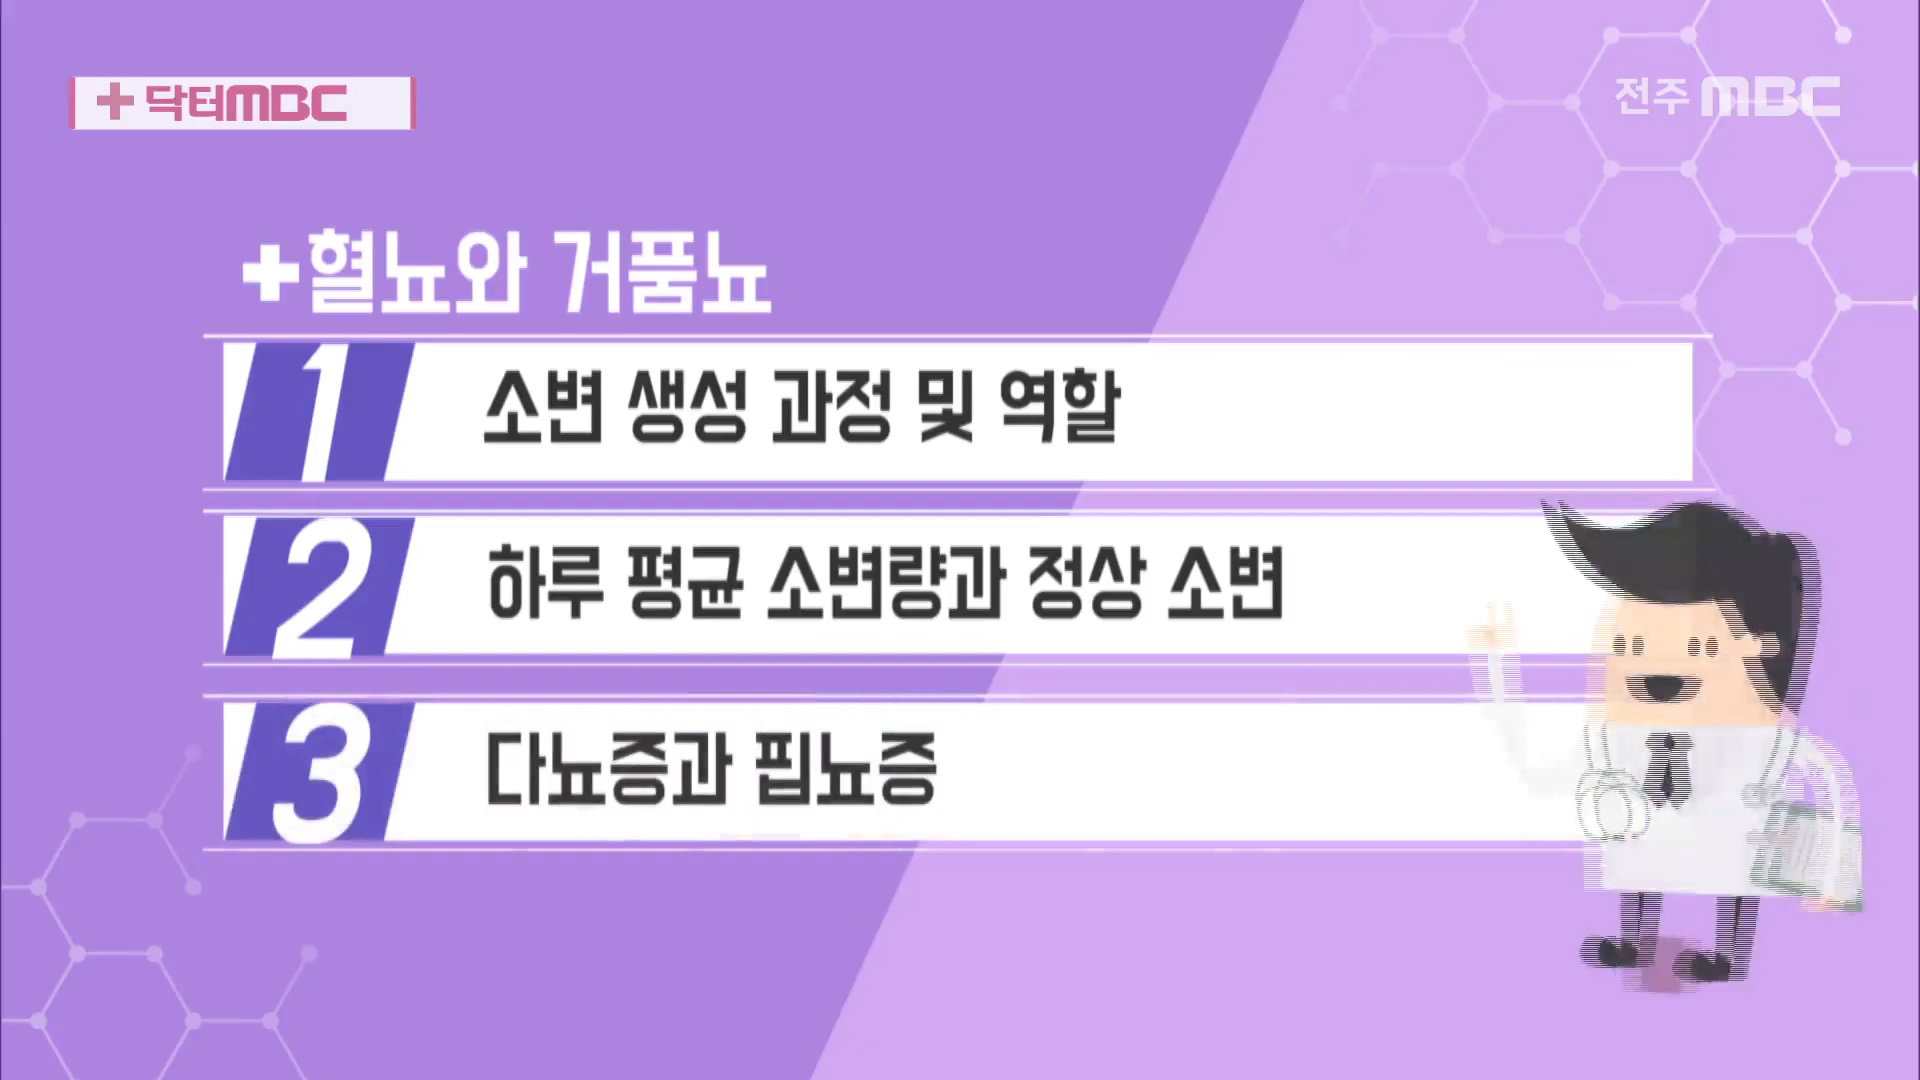 +닥터MBC
전주 MBC
+혈뇨와 거품뇨
1 소변 생성 과정 및 역할
2 하루 평균 소변량과 정상 소변
3 다뇨증과 핍뇨증